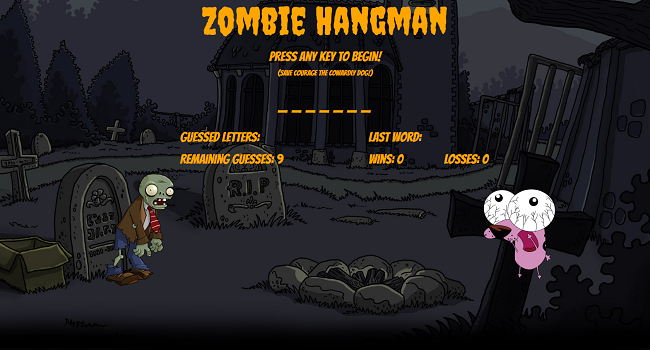 ZOMBIE HANGMAN
PRESS ANY KEY TO BEGIN!
(SAVE COURAGE THE COWARDLY DOG!)
_ _ _ _ _ _ _
GUESSED LETTERS: LAST WORD:
REMAINING GUESSES: 9 WINS: 0 LOSSES: 0
R.I.P